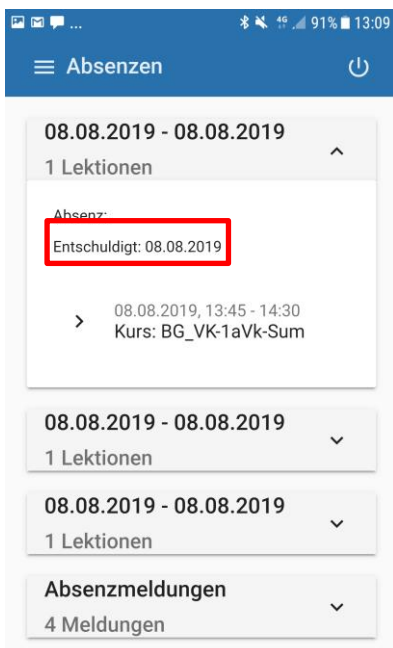 ... 4G 91% 13:09
Absenzen
08.08.2019 - 08.08.2019
1 Lektionen
Absenz:
Entschuldigt: 08.08.2019
08.08.2019, 13:45 - 14:30
Kurs: BG_VK-1aVk-Sum
08.08.2019 - 08.08.2019
1 Lektionen
08.08.2019 - 08.08.2019
1 Lektionen
Absenzmeldungen
4 Meldungen